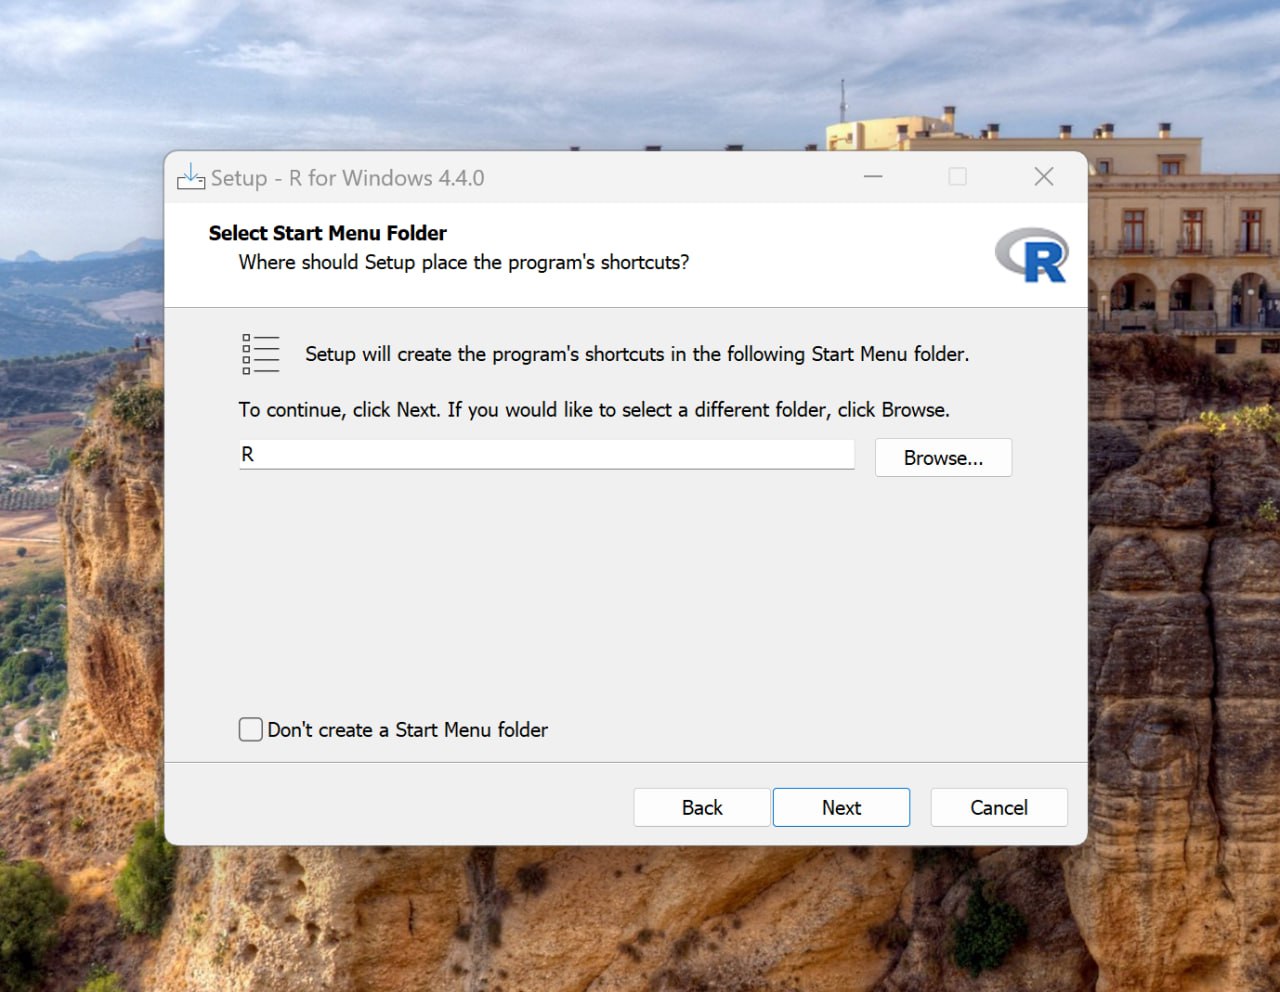 Setup - R for Windows 4.4.0
Select Start Menu Folder
Where should Setup place the program's shortcuts?
R
Setup will create the program's shortcuts in the following Start Menu folder.
To continue, click Next. If you would like to select a different folder, click Browse.
R
Browse...
Don't create a Start Menu folder
Back
Next
Cancel